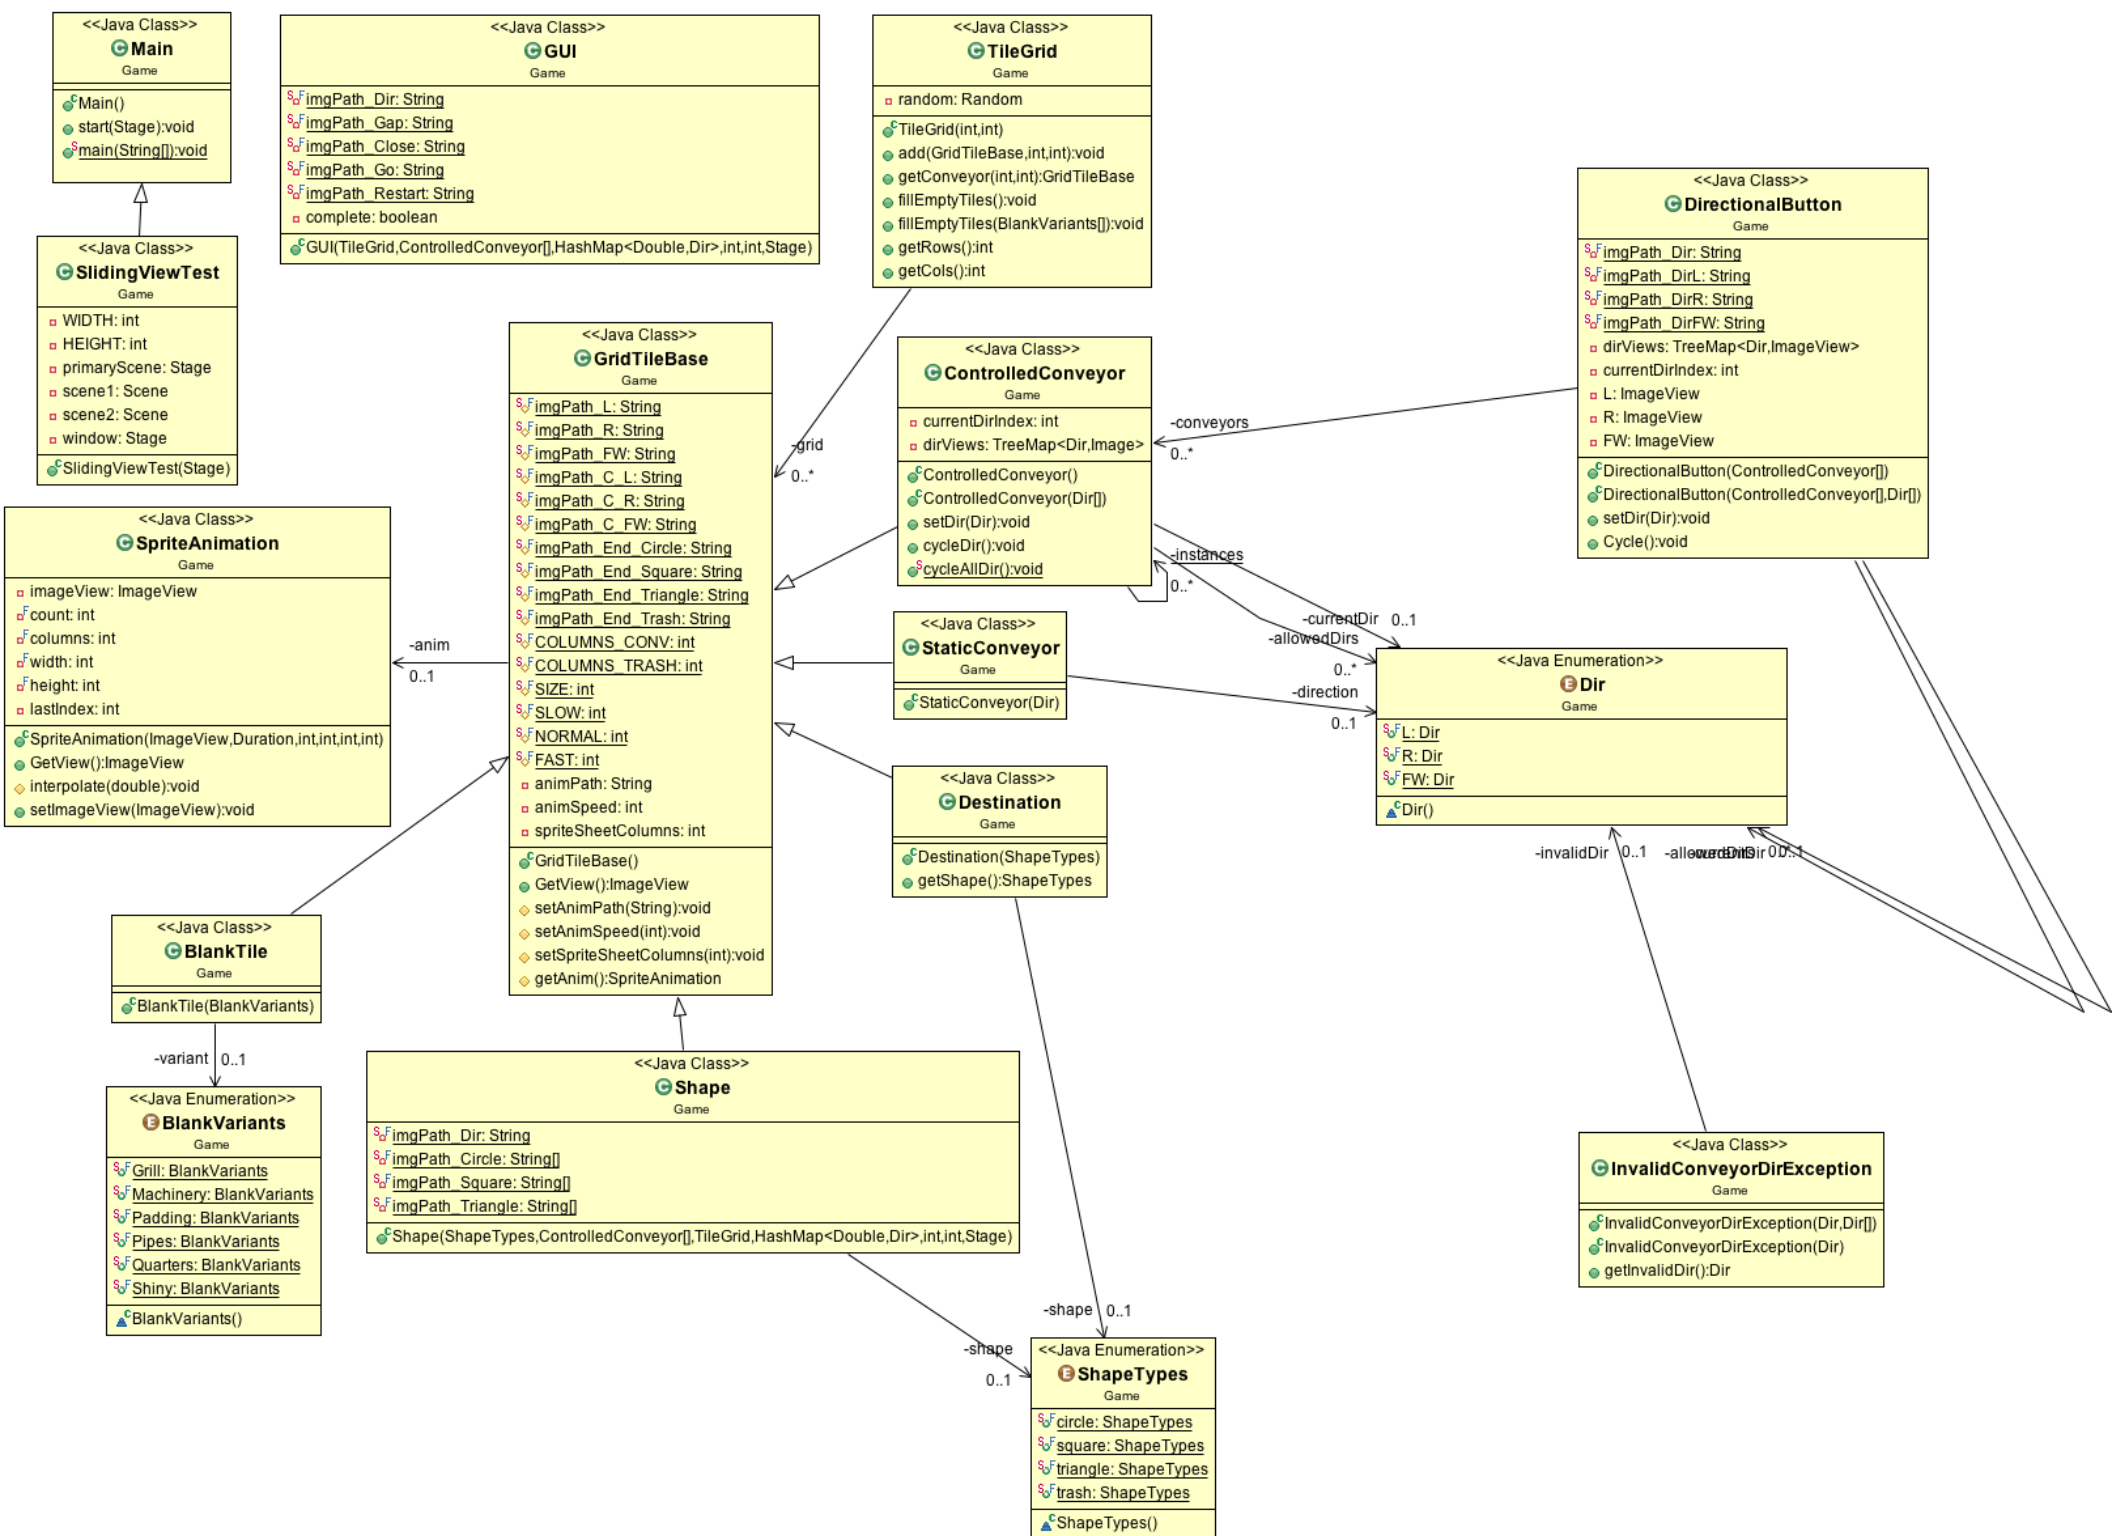 <<Java Class>>
Main
Game
Main()
start(Stage):void
main(String[]):void
<<Java Class>>
GUI
Game
imgPath_Dir: String
imgPath_Gap: String
imgPath_Close: String
imgPath_Go: String
imgPath_Restart: String
complete: boolean
GUI(TileGrid,ControlledConveyor[],HashMap<Double,Dir>,int,int,Stage)
<<Java Class>>
TileGrid
Game
random: Random
TileGrid(int,int)
add(GridTileBase,int,int):void
getConveyor(int,int):GridTileBase
fillEmptyTiles():void
fillEmptyTiles(BlankVariants[]):void
getRows():int
getCols():int
-grid
0..*
<<Java Class>>
DirectionalButton
Game
imgPath_Dir: String
imgPath_DirL: String
imgPath_DirR: String
imgPath_DirFW: String
dirViews: TreeMap<Dir,ImageView>
currentDirIndex: int
L: ImageView
R: ImageView
FW: ImageView
DirectionalButton(ControlledConveyor[])
DirectionalButton(ControlledConveyor[],Dir[])
setDir(Dir):void
Cycle():void
-conveyors
0..*
<<Java Class>>
SlidingViewTest
Game
WIDTH: int
HEIGHT: int
primaryScene: Stage
scene1: Scene
scene2: Scene
window: Stage
SlidingViewTest(Stage)
<<Java Class>>
GridTileBase
Game
imgPath_L: String
imgPath_R: String
imgPath_FW: String
imgPath_C_L: String
imgPath_C_R: String
imgPath_C_FW: String
imgPath_End_Circle: String
imgPath_End_Square: String
imgPath_End_Triangle: String
imgPath_End_Trash: String
COLUMNS_CONV: int
COLUMNS_TRASH: int
SIZE: int
SLOW: int
NORMAL: int
FAST: int
animPath: String
animSpeed: int
spriteSheetColumns: int
GridTileBase()
GetView():ImageView
setAnimPath(String):void
setAnimSpeed(int):void
setSpriteSheetColumns(int):void
getAnim():SpriteAnimation
<<Java Class>>
ControlledConveyor
Game
currentDirIndex: int
dirViews: TreeMap<Dir,Image>
ControlledConveyor()
ControlledConveyor(Dir[])
setDir(Dir):void
cycleDir():void
cycleAllDir():void
-instances
0..*
-currentDir
0..1
-allowedDirs
0..*
<<Java Class>>
SpriteAnimation
Game
imageView: ImageView
count: int
columns: int
width: int
height: int
lastIndex: int
SpriteAnimation(ImageView,Duration,int,int,int,int)
GetView():ImageView
interpolate(double):void
setImageView(ImageView):void
-anim
0..1
<<Java Class>>
StaticConveyor
Game
StaticConveyor(Dir)
-direction
0..1
<<Java Enumeration>>
Dir
Game
L: Dir
R: Dir
FW: Dir
Dir()
<<Java Class>>
Destination
Game
Destination(ShapeTypes)
getShape():ShapeTypes
-invalidDir
0..1
<<Java Class>>
BlankTile
Game
BlankTile(BlankVariants)
-variant
0..1
<<Java Class>>
Shape
Game
imgPath_Dir: String
imgPath_Circle: String[]
imgPath_Square: String[]
imgPath_Triangle: String[]
Shape(ShapeTypes,ControlledConveyor[],TileGrid,HashMap<Double,Dir>,int,int,Stage)
<<Java Enumeration>>
BlankVariants
Game
Grill: BlankVariants
Machinery: BlankVariants
Padding: BlankVariants
Pipes: BlankVariants
Quarters: BlankVariants
Shiny: BlankVariants
BlankVariants()
<<Java Class>>
InvalidConveyorDirException
Game
InvalidConveyorDirException(Dir,Dir[])
InvalidConveyorDirException(Dir)
getInvalidDir():Dir
-shape
0..1
-shape
0..1
<<Java Enumeration>>
ShapeTypes
Game
circle: ShapeTypes
square: ShapeTypes
triangle: ShapeTypes
trash: ShapeTypes
ShapeTypes()